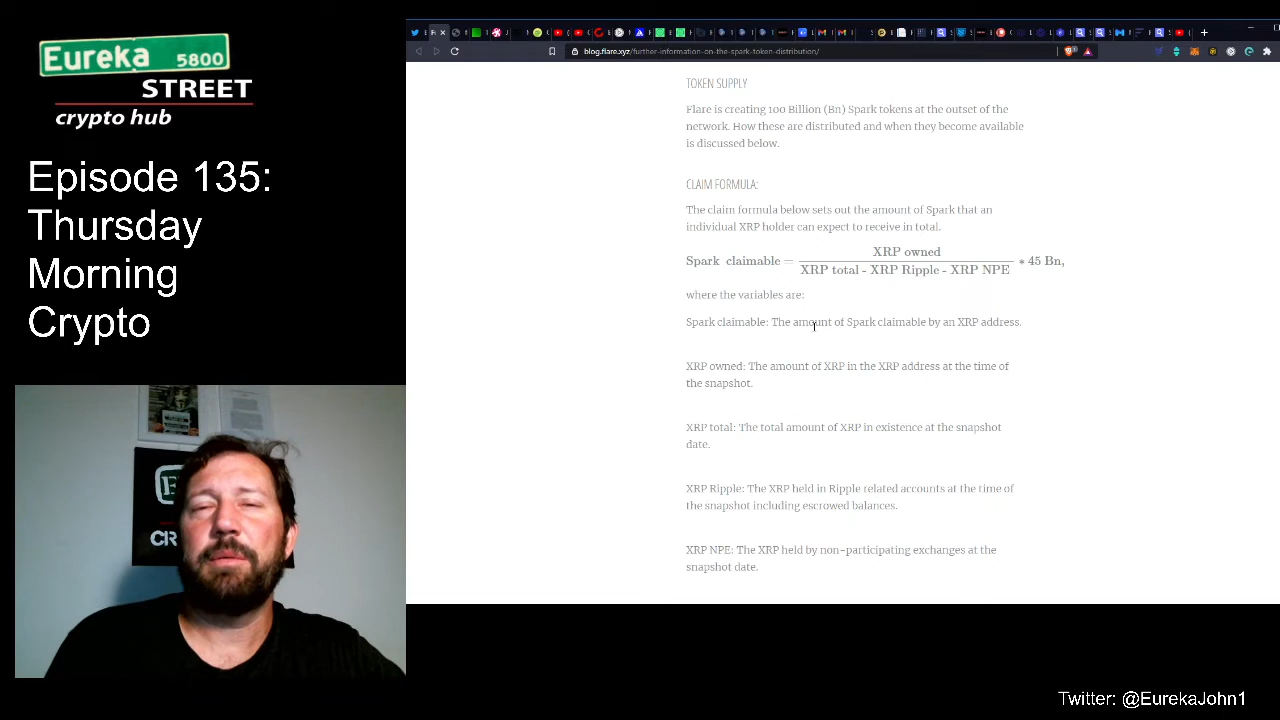 Eureka 5800
STREET
crypto hub
Episode 135:
Thursday
Morning
Crypto
blog.flare.xyz/further-information-on-the-spark-token-distribution/
TOKEN SUPPLY
Flare is creating 100 Billion (Bn) Spark tokens at the outset of the
network. How these are distributed and when they become available
is discussed below.
CLAIM FORMULA:
The claim formula below sets out the amount of Spark that an
individual XRP holder can expect to receive in total.
XRP owned
Spark claimable = XRP total - XRP Ripple - XRP NPE * 45 Bn,
where the variables are:
Spark claimable: The amount of Spark claimable by an XRP address.
XRP owned: The amount of XRP in the XRP address at the time of
the snapshot.
XRP total: The total amount of XRP in existence at the snapshot
date.
XRP Ripple: The XRP held in Ripple related accounts at the time of
the snapshot including escrowed balances.
XRP NPE: The XRP held by non-participating exchanges at the
snapshot date.
Twitter: @EurekaJohn1